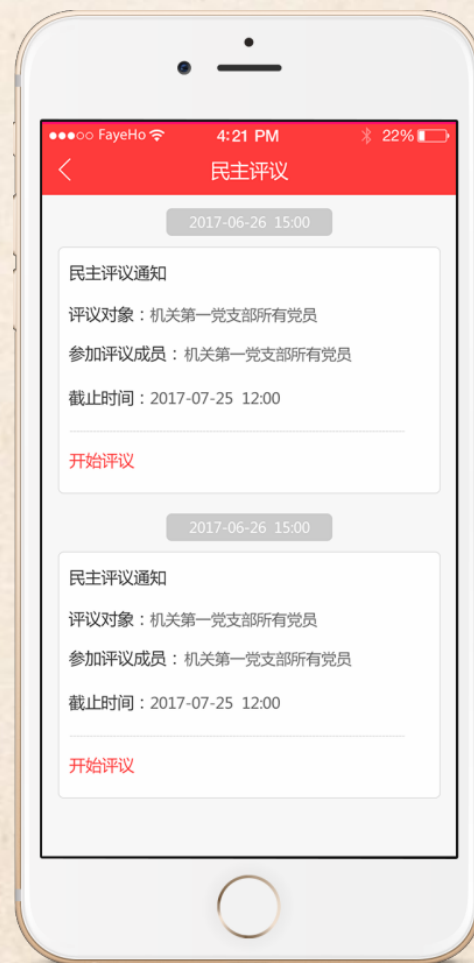 FayeHo 4:21 PM 22%
民主评议
2017-06-26 15:00
民主评议通知
评议对象：机关第一党支部所有党员
参加评议成员：机关第一党支部所有党员
截止时间：2017-07-25 12:00
开始评议
2017-06-26 15:00
民主评议通知
评议对象：机关第一党支部所有党员
参加评议成员：机关第一党支部所有党员
截止时间：2017-07-25 12:00
开始评议